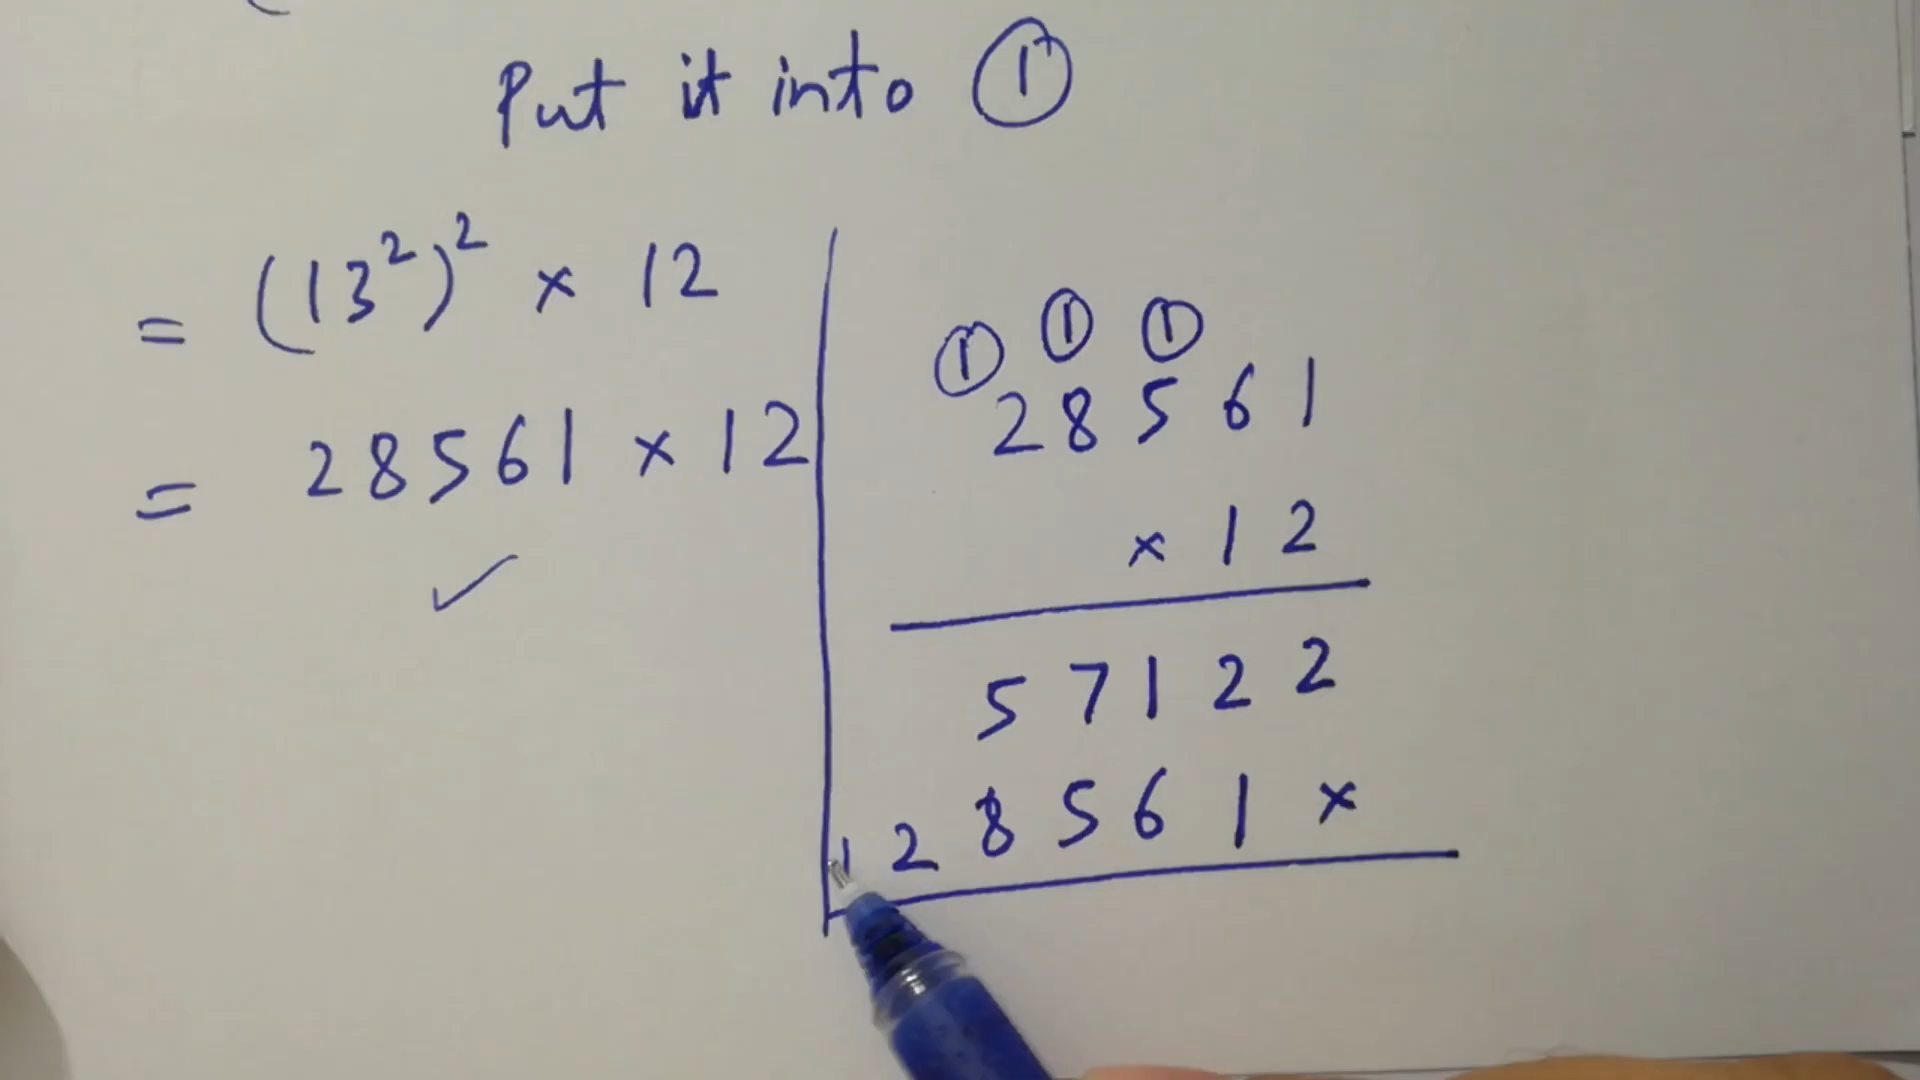 Put it into ①
= (13²)² × 12
= 28561 × 12
✓
① ① ①
28561
× 12
57122
128561 ×